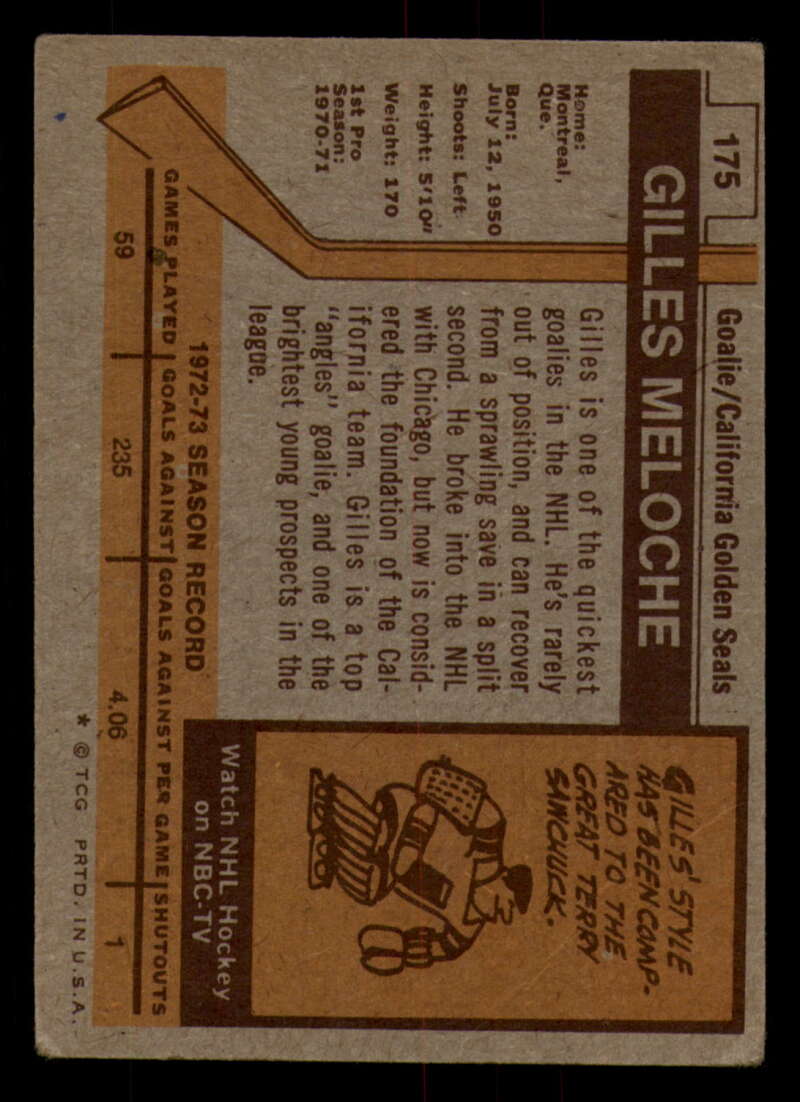 175
Goalie/California Golden Seals
GILLES MELOCHE
Home:
Montreal,
Que.
Born:
July 12, 1950
Shoots: Left
Height: 5'10"
Weight: 170
1st Pro
Season:
1970-71
Gilles is one of the quickest
goalies in the NHL. He's rarely
out of position, and can recover
from a sprawling save in a split
second. He broke into the NHL
with Chicago, but now is consid-
ered the foundation of the Cal-
ifornia team. Gilles is a top
"angles" goalie, and one of the
brightest young prospects in the
league.
GILLES' STYLE
HAS BEEN COMP-
ARED TO THE
GREAT TERRY
SAWCHUCK.
Watch NHL Hockey
on NBC-TV
1972-73 SEASON RECORD
GAMES PLAYED GOALS AGAINST GOALS AGAINST PER GAME SHUTOUTS
59 235 4.06 1
* © TCG PRTD. IN U.S.A.